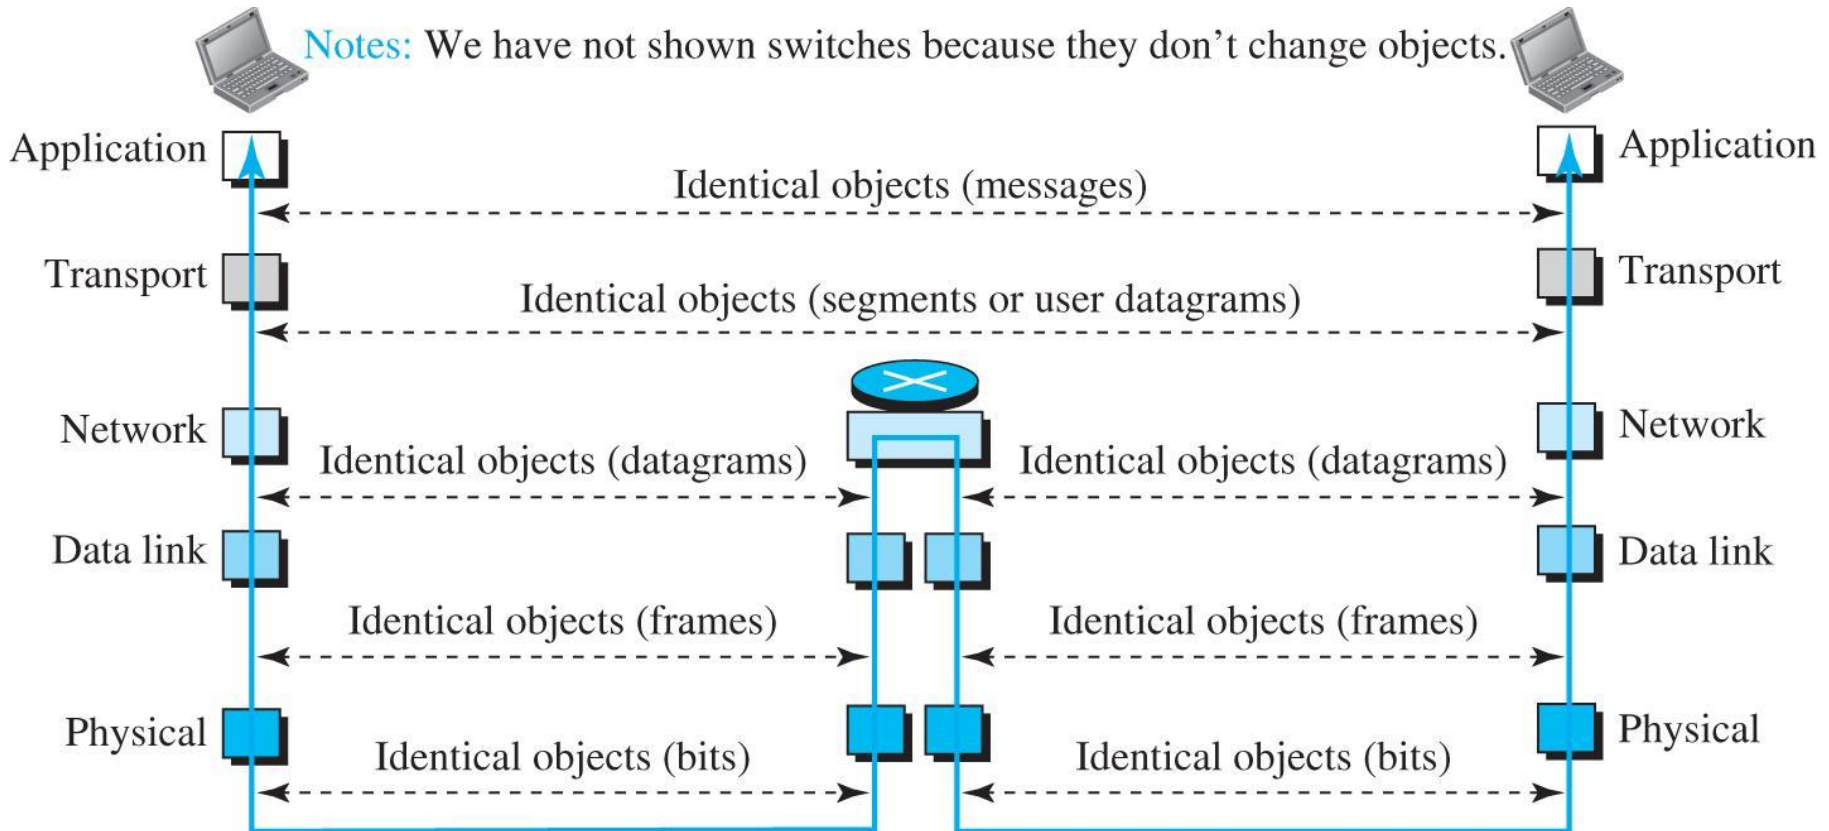 Notes: We have not shown switches because they don’t change objects.
Application
Application
Identical objects (messages)
Transport
Transport
Identical objects (segments or user datagrams)
Network
Network
Identical objects (datagrams)
Identical objects (datagrams)
Data link
Data link
Identical objects (frames)
Identical objects (frames)
Physical
Physical
Identical objects (bits)
Identical objects (bits)